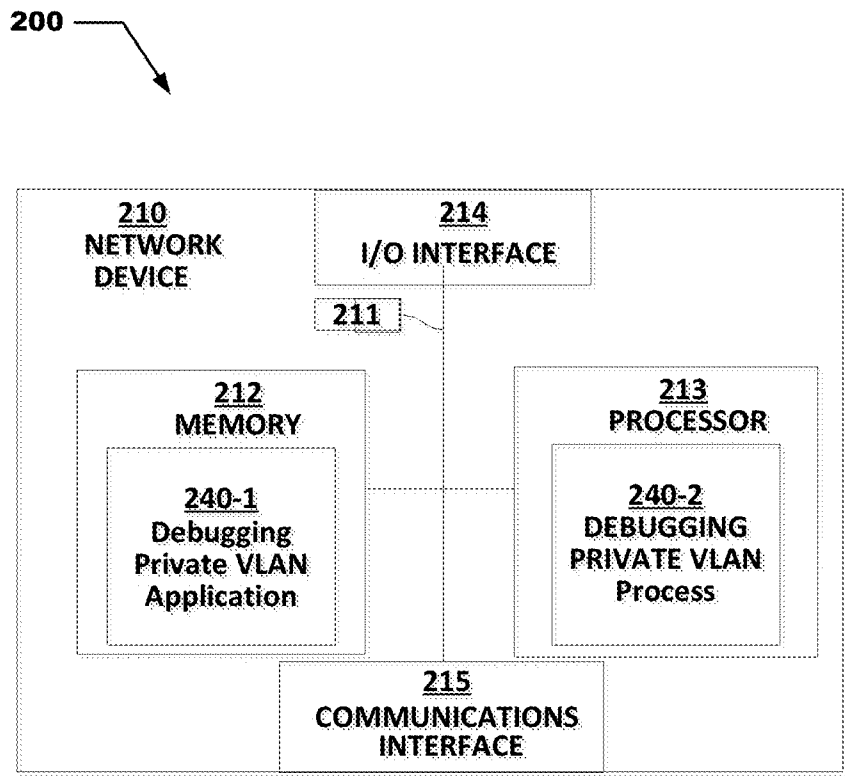 200
210
NETWORK
DEVICE
214
I/O INTERFACE
211
212
MEMORY
240-1
Debugging
Private VLAN
Application
213
PROCESSOR
240-2
DEBUGGING
PRIVATE VLAN
Process
215
COMMUNICATIONS
INTERFACE